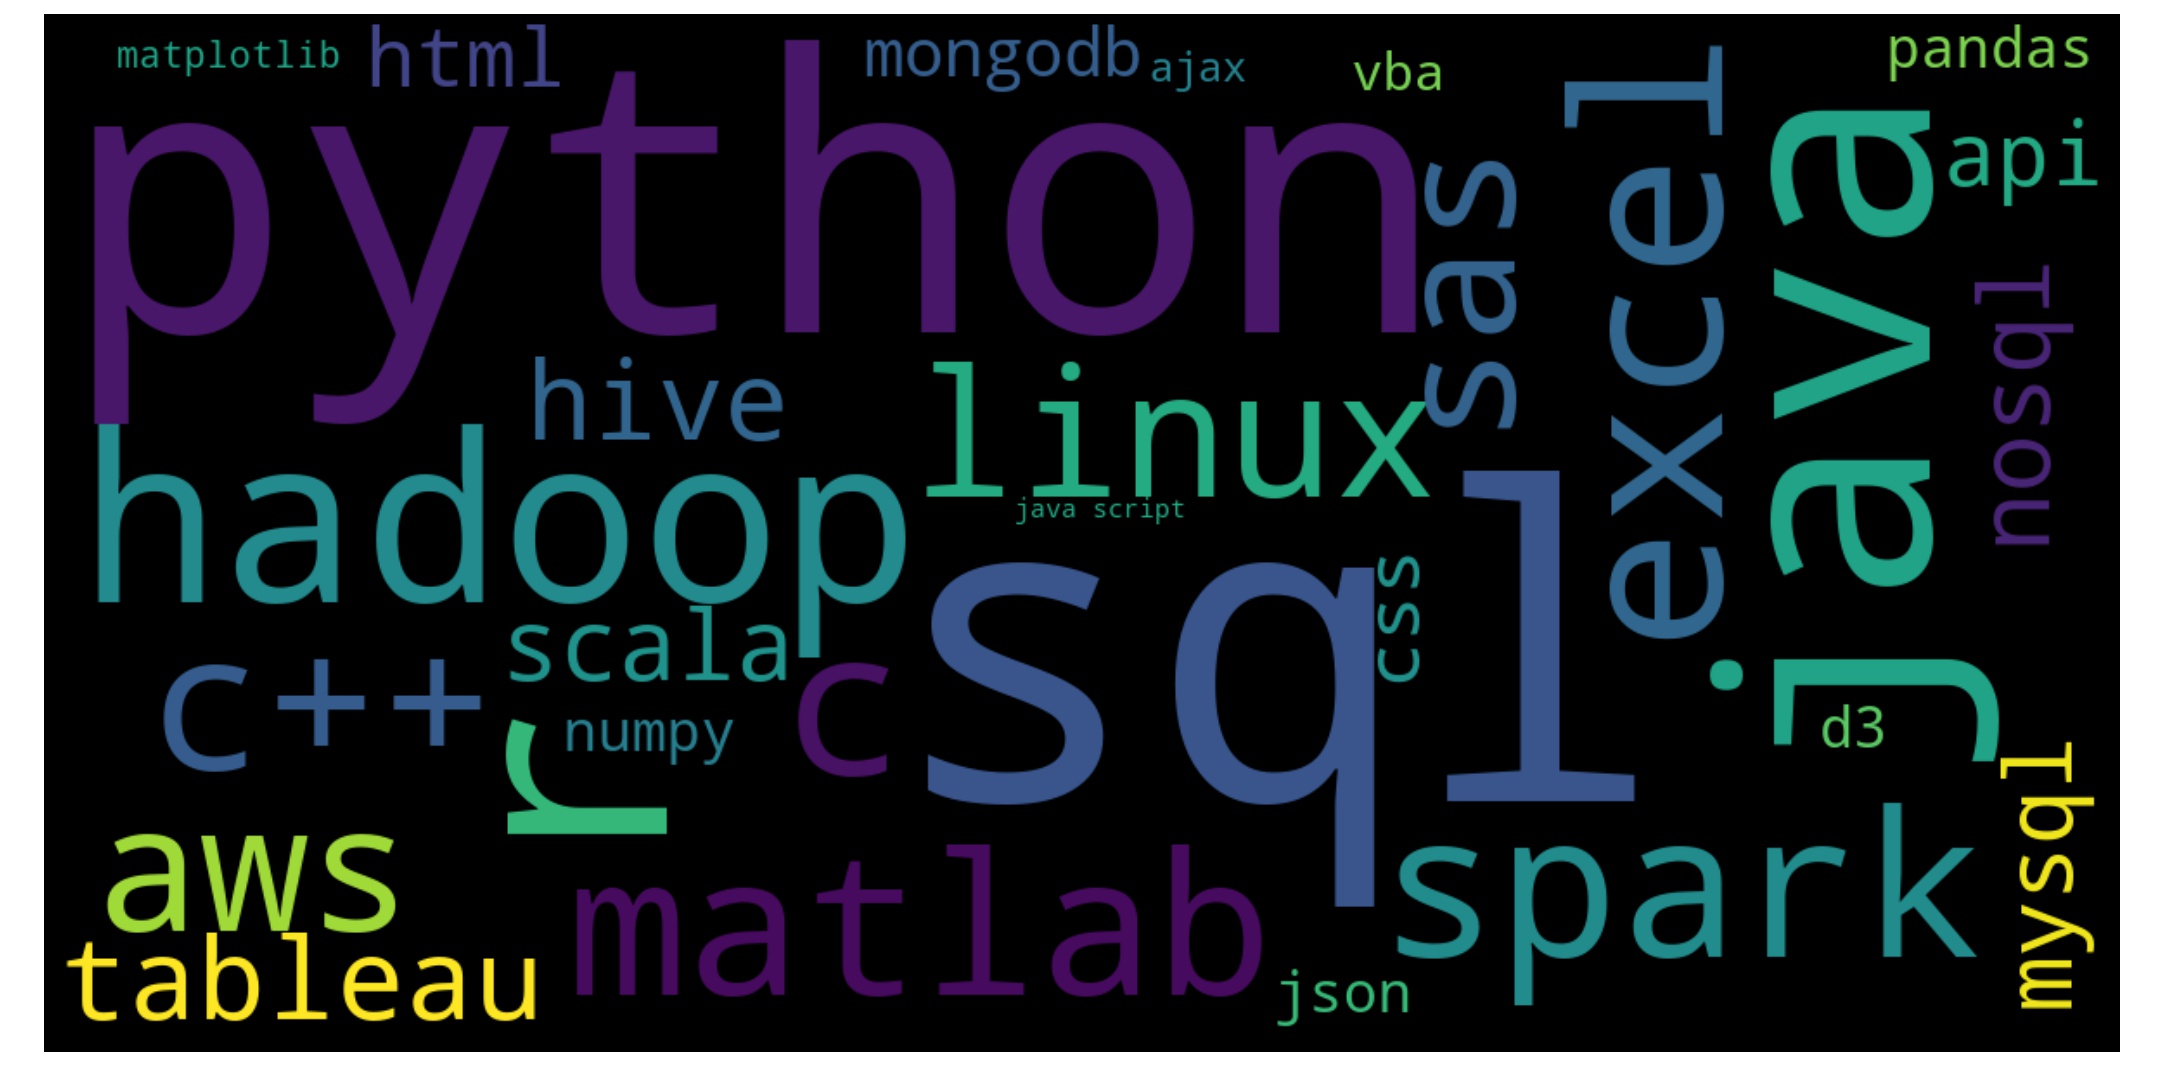 matplotlib
html
mongodb
ajax
vba
pandas
python
sas
excel
java
api
nosql
hive
linux
hadoop
java script
sql
css
scala
c++
c
numpy
r
d3
mysql
aws
matlab
spark
tableau
json